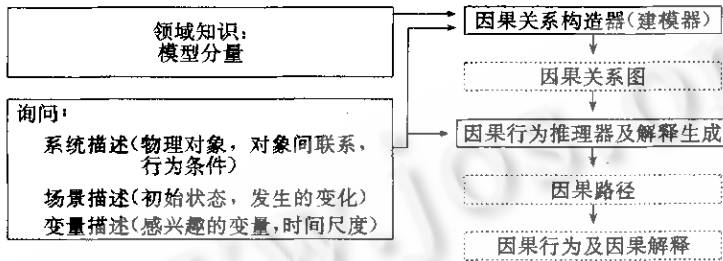 领域知识：
模型分量
询问：
系统描述(物理对象，对象间联系，
行为条件)
场景描述(初始状态，发生的变化)
变量描述(感兴趣的变量,时间尺度)
因果关系构造器(建模器)
因果关系图
因果行为推理器及解释生成
因果路径
因果行为及因果解释